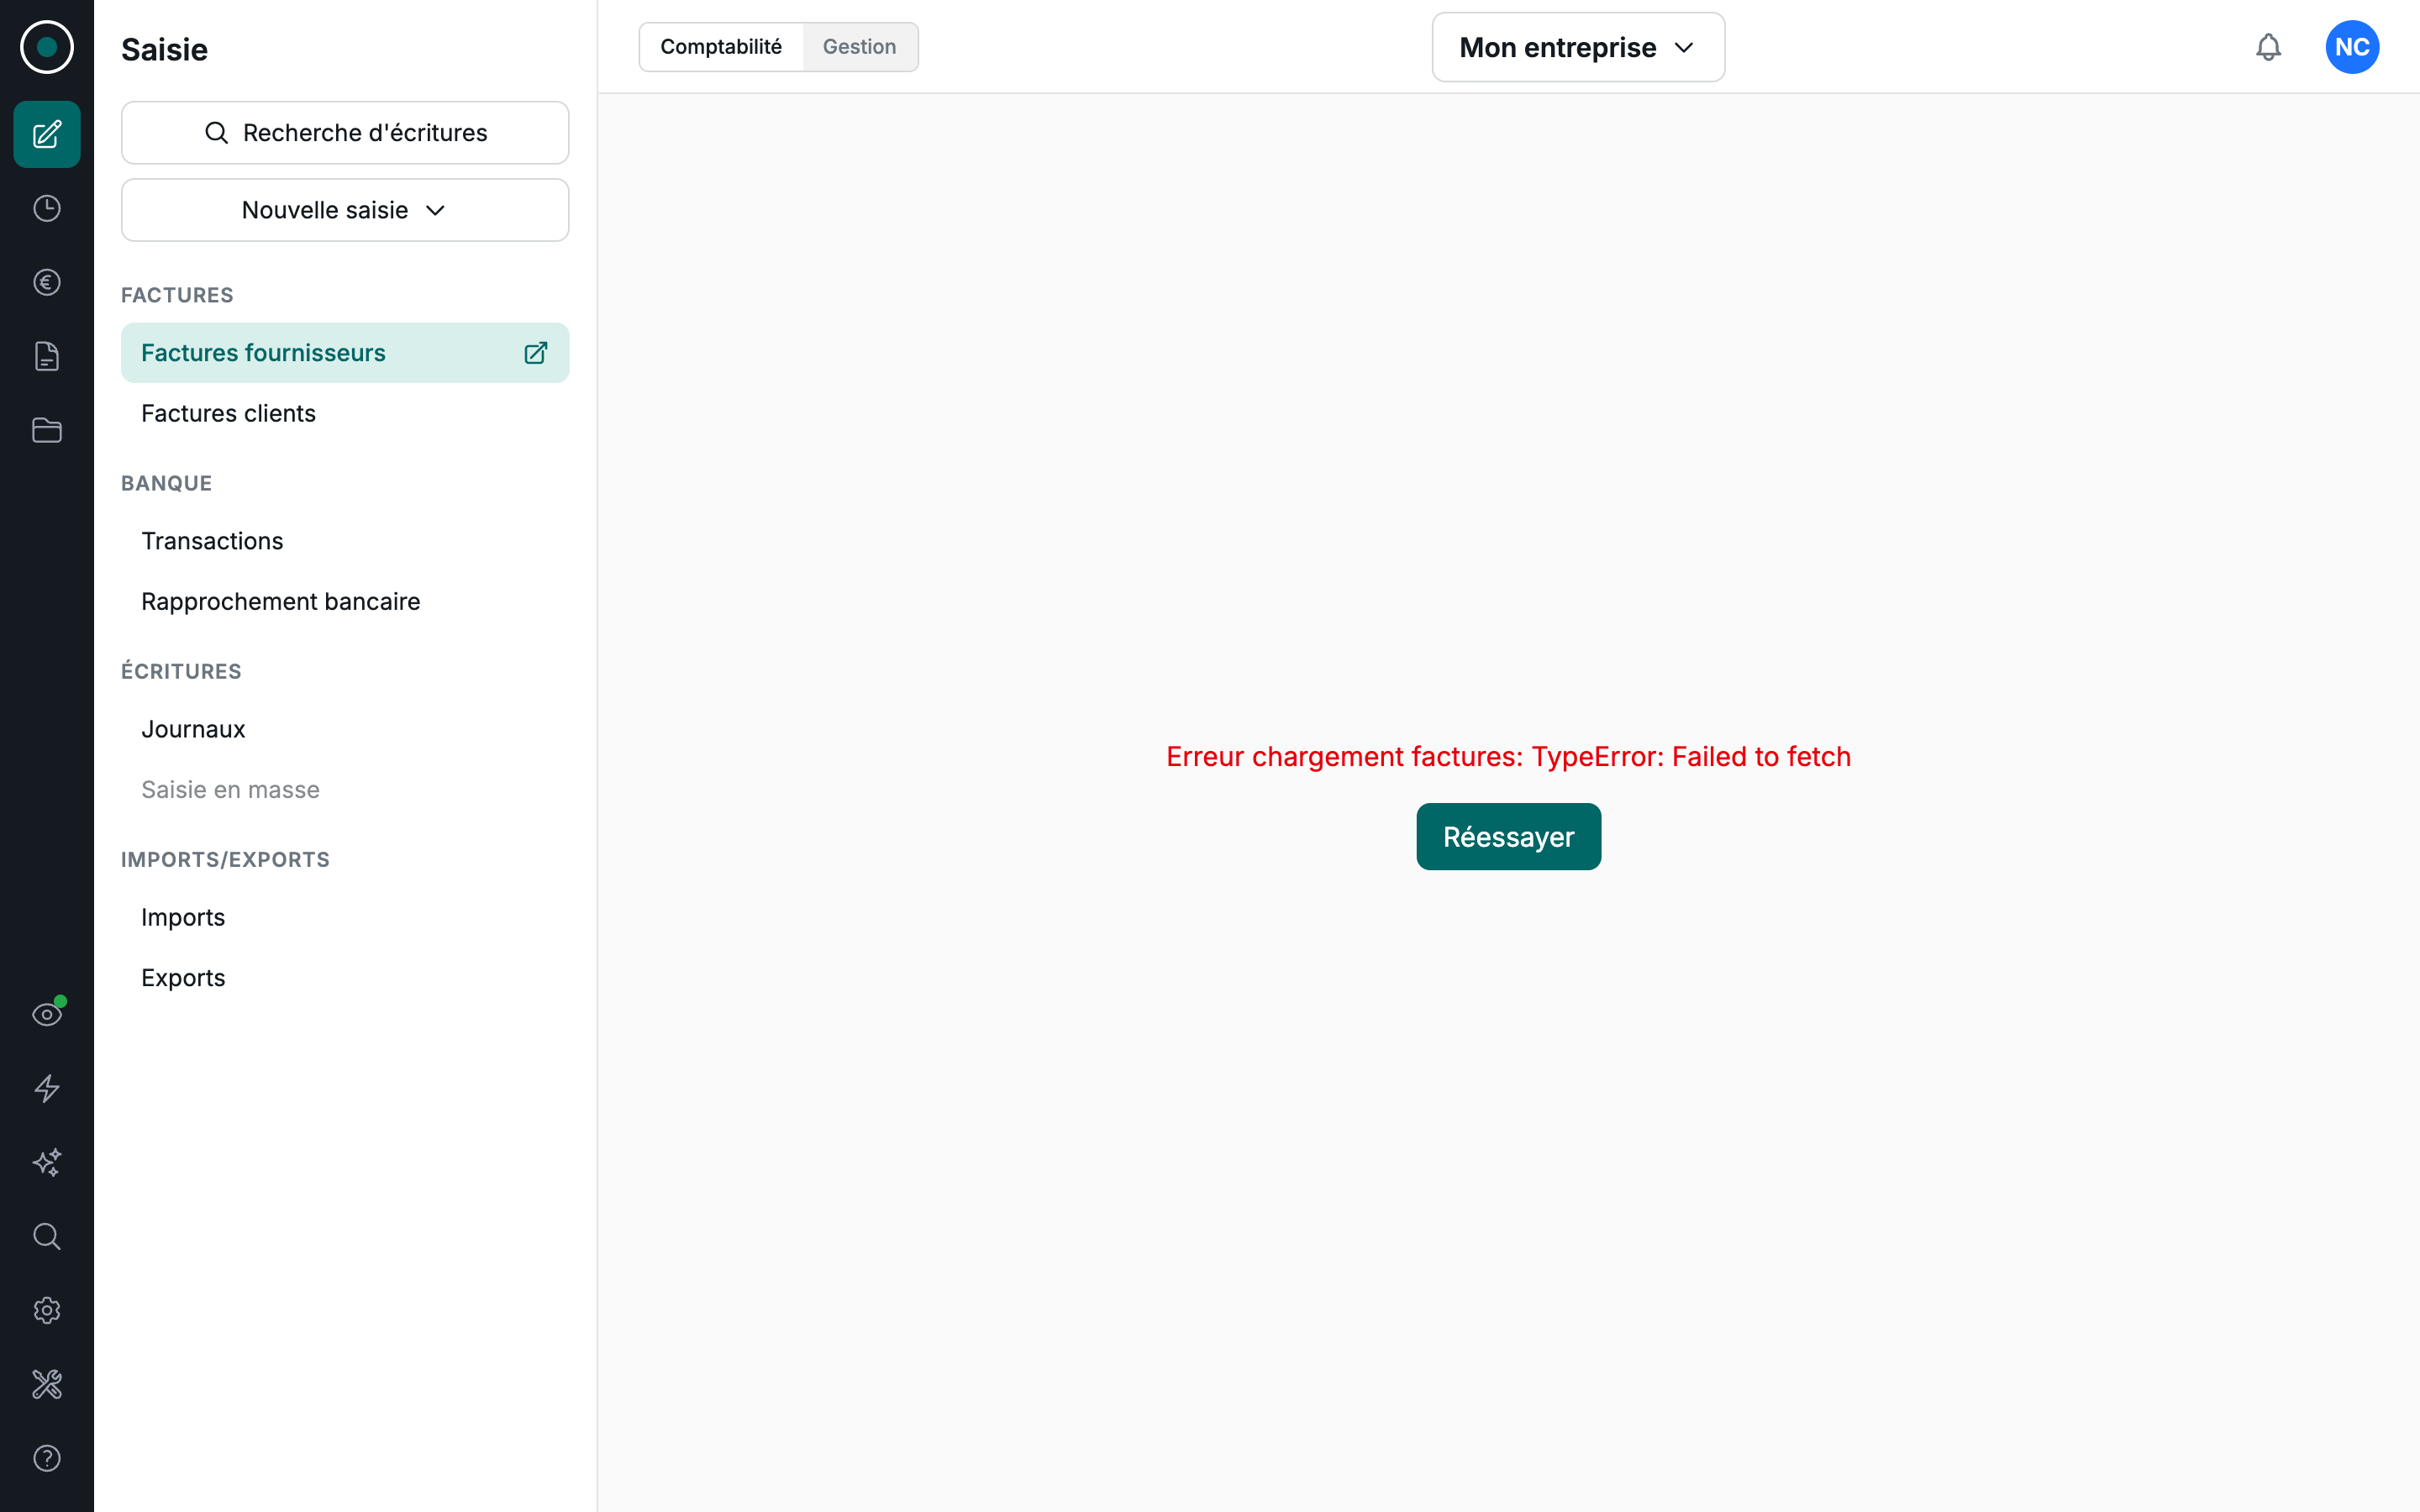 Saisie
Recherche d'écritures
Nouvelle saisie
FACTURES
Factures fournisseurs
Factures clients
BANQUE
Transactions
Rapprochement bancaire
ÉCRITURES
Journaux
Saisie en masse
IMPORTS/EXPORTS
Imports
Exports
Comptabilité
Gestion
Mon entreprise
NC
Erreur chargement factures: TypeError: Failed to fetch
Réessayer